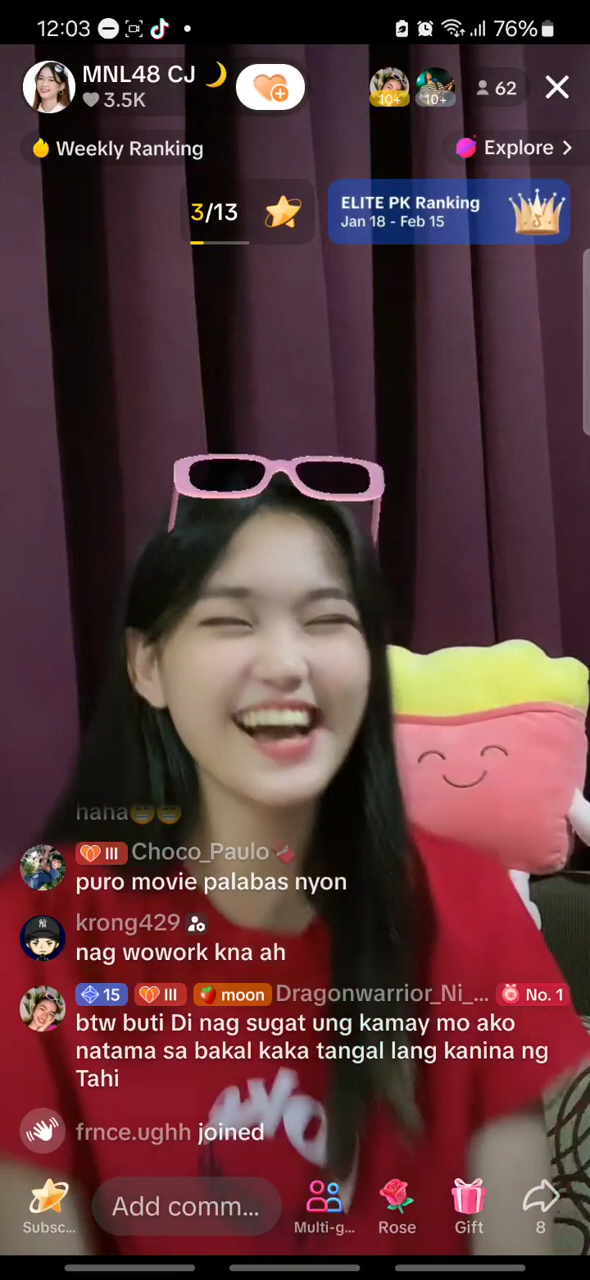 12:03
76%
MNL48 CJ 🌙
3.5K
10+
10+
62
Weekly Ranking
Explore >
3/13
ELITE PK Ranking
Jan 18 - Feb 15
haha😄😄
III Choco_Paulo
puro movie palabas nyon
krong429
nag wowork kna ah
15 III moon Dragonwarrior_Ni_... No. 1
btw buti Di nag sugat ung kamay mo ako
natama sa bakal kaka tangal lang kanina ng
Tahi
frnce.ughh joined
Subsc...
Add comm...
Multi-g...
Rose
Gift
8